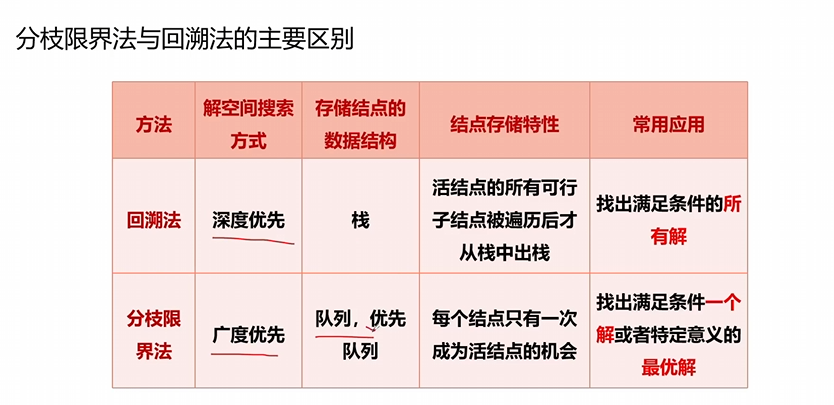 分枝限界法与回溯法的主要区别
方法
解空间搜索
方式
存储结点的
数据结构
结点存储特性
常用应用
回溯法
深度优先
栈
活结点的所有可行
子结点被遍历后才
从栈中出栈
找出满足条件的所
有解
分枝限
界法
广度优先
队列，优先
队列
每个结点只有一次
成为活结点的机会
找出满足条件一个
解或者特定意义的
最优解